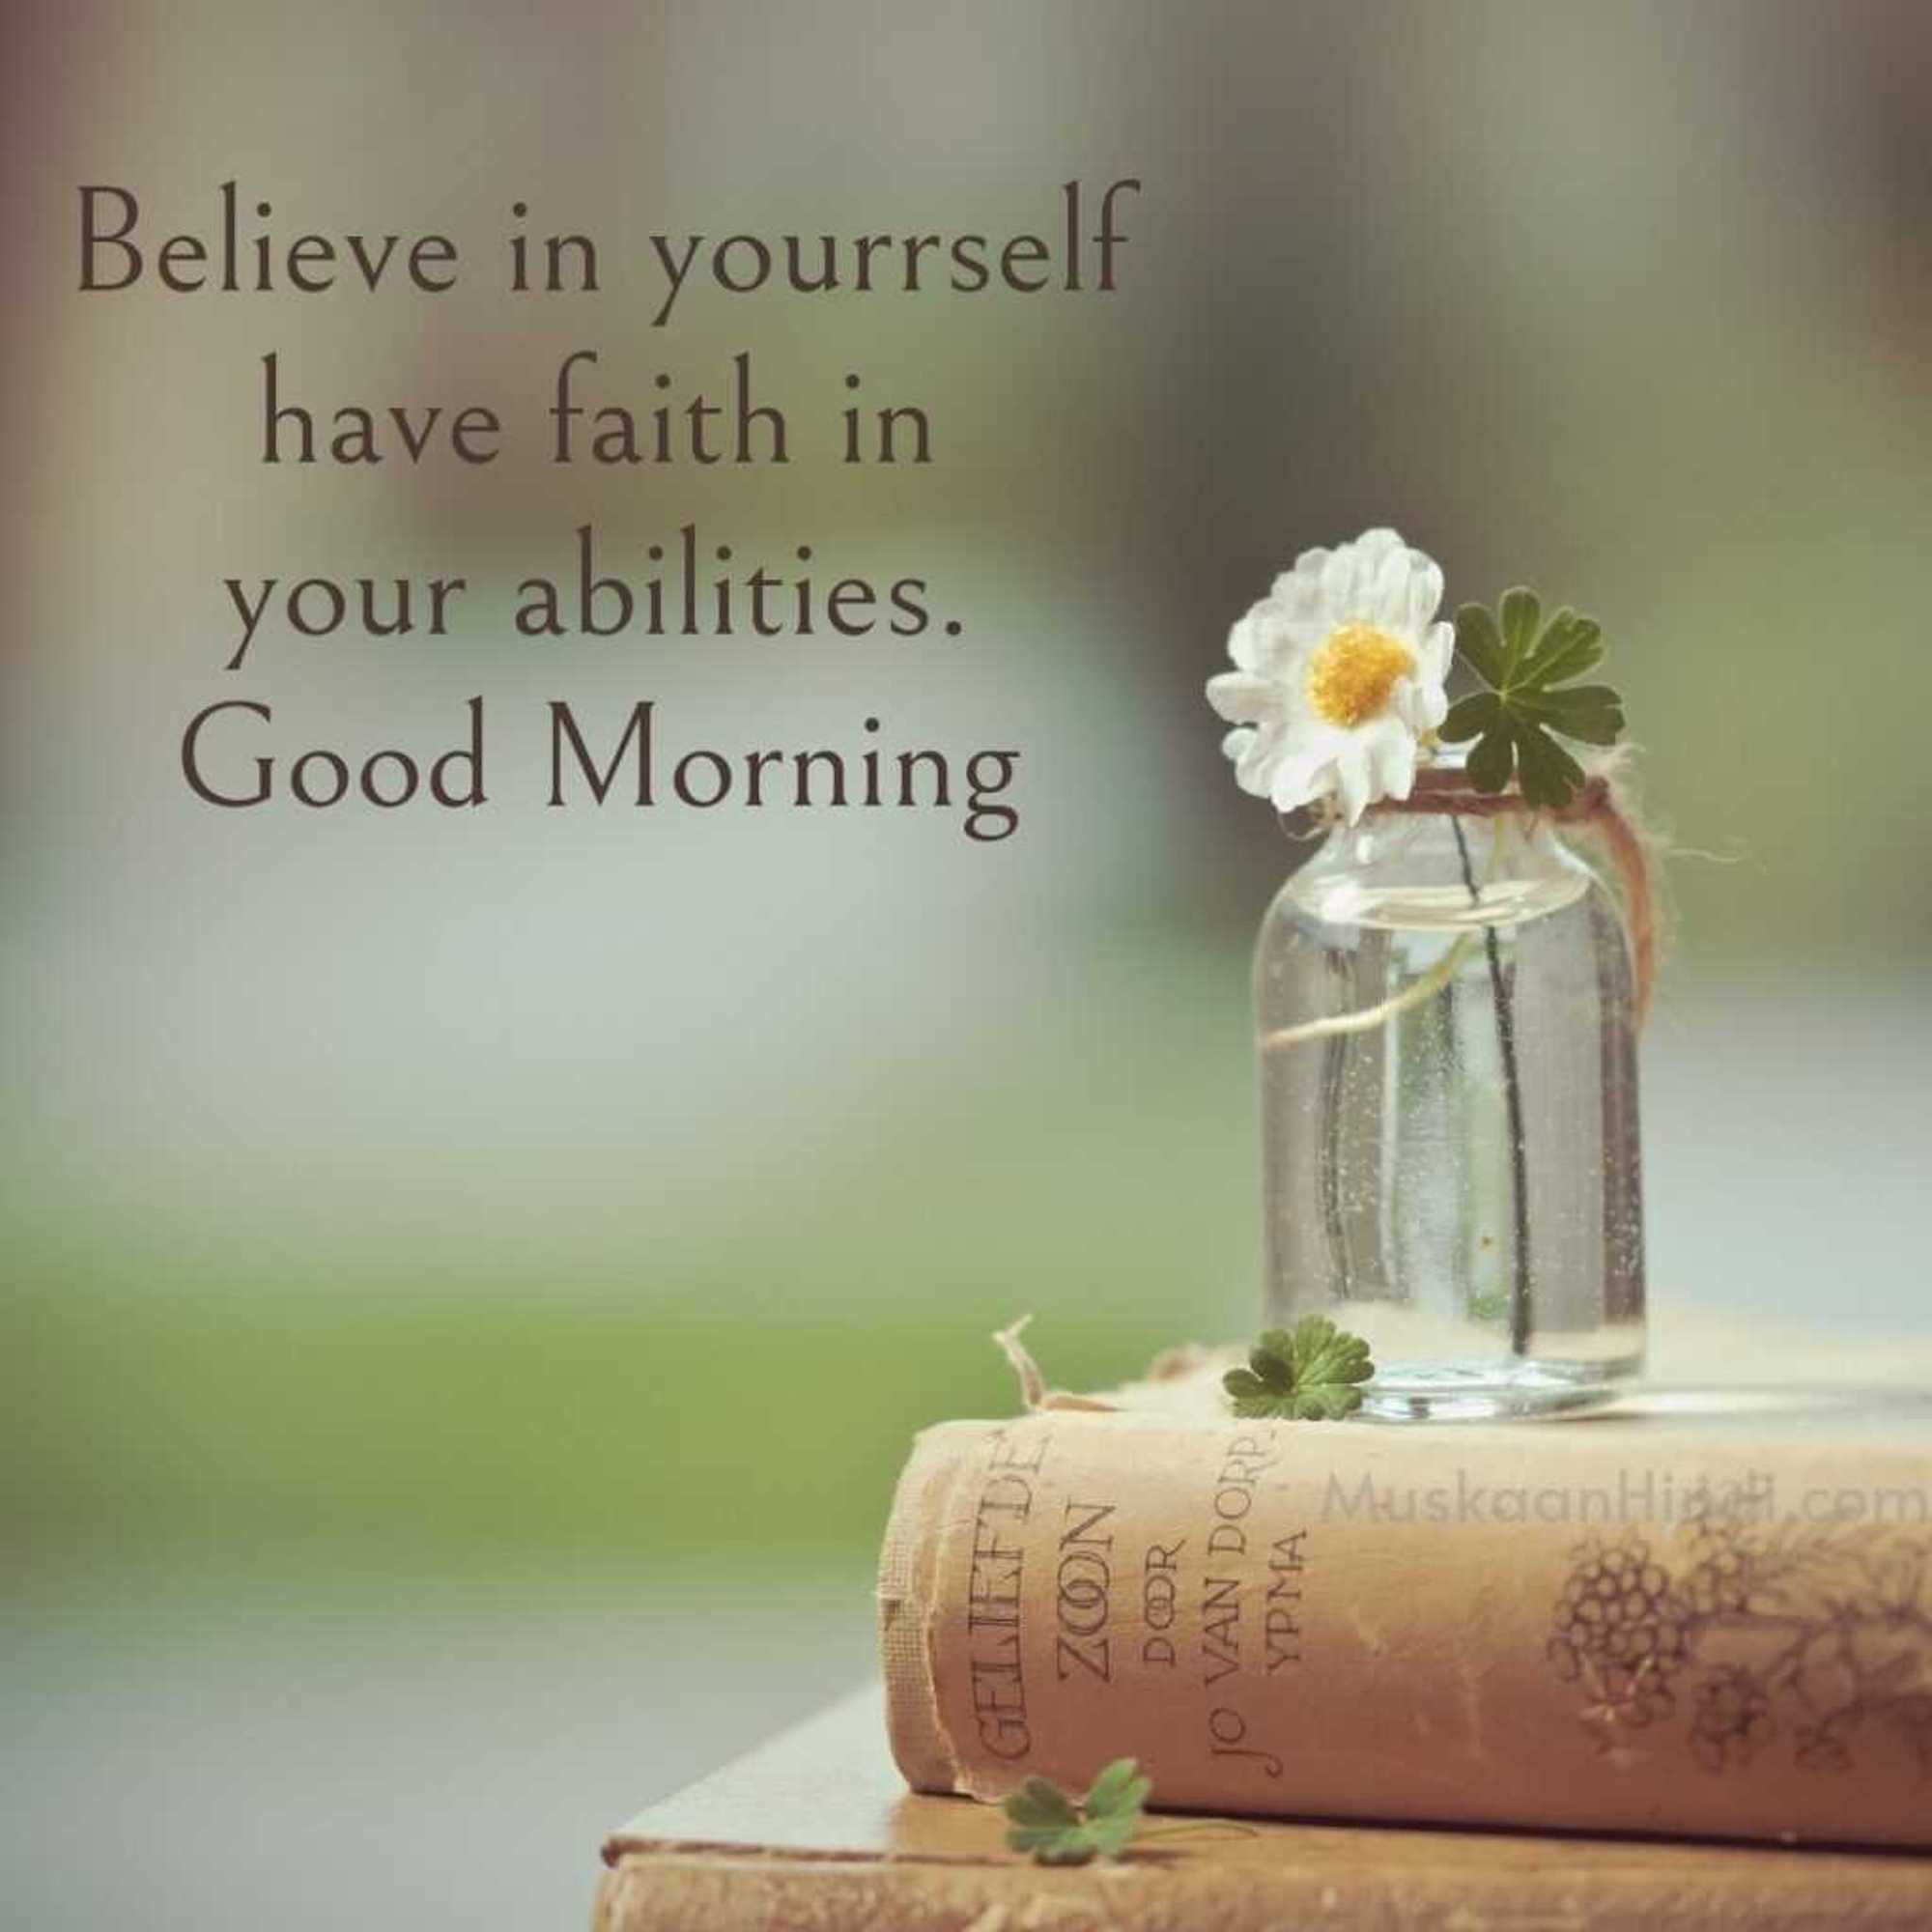 Believe in yourrself
have faith in
your abilities.
Good Morning
GELIEFDE
ZOON
DOOR
JO VAN DORP-
YPMA
MuskaanHindi.com